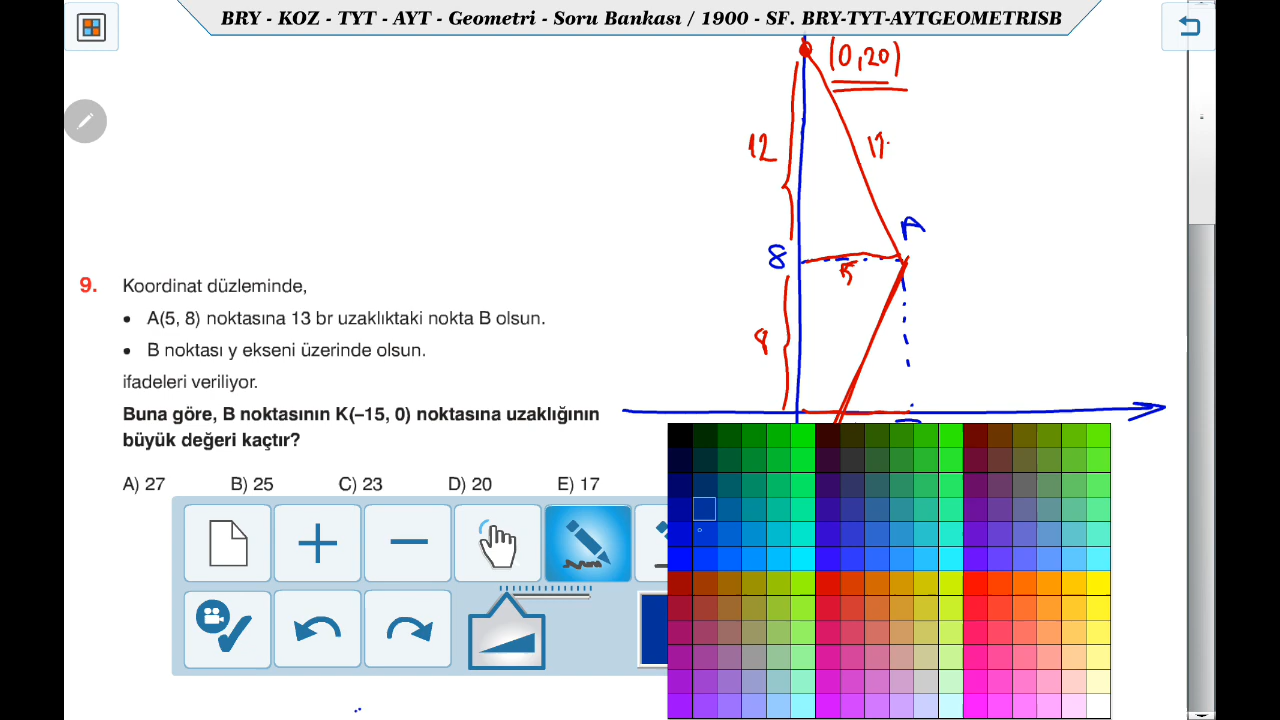 BRY - KOZ - TYT - AYT - Geometri - Soru Bankası / 1900 - SF. BRY-TYT-AYTGEOMETRISB
(0,20)
12
A
8
5
8
9. Koordinat düzleminde,
• A(5, 8) noktasına 13 br uzaklıktaki nokta B olsun.
• B noktası y ekseni üzerinde olsun.
ifadeleri veriliyor.
Buna göre, B noktasının K(–15, 0) noktasına uzaklığının
büyük değeri kaçtır?
A) 27 B) 25 C) 23 D) 20 E) 17